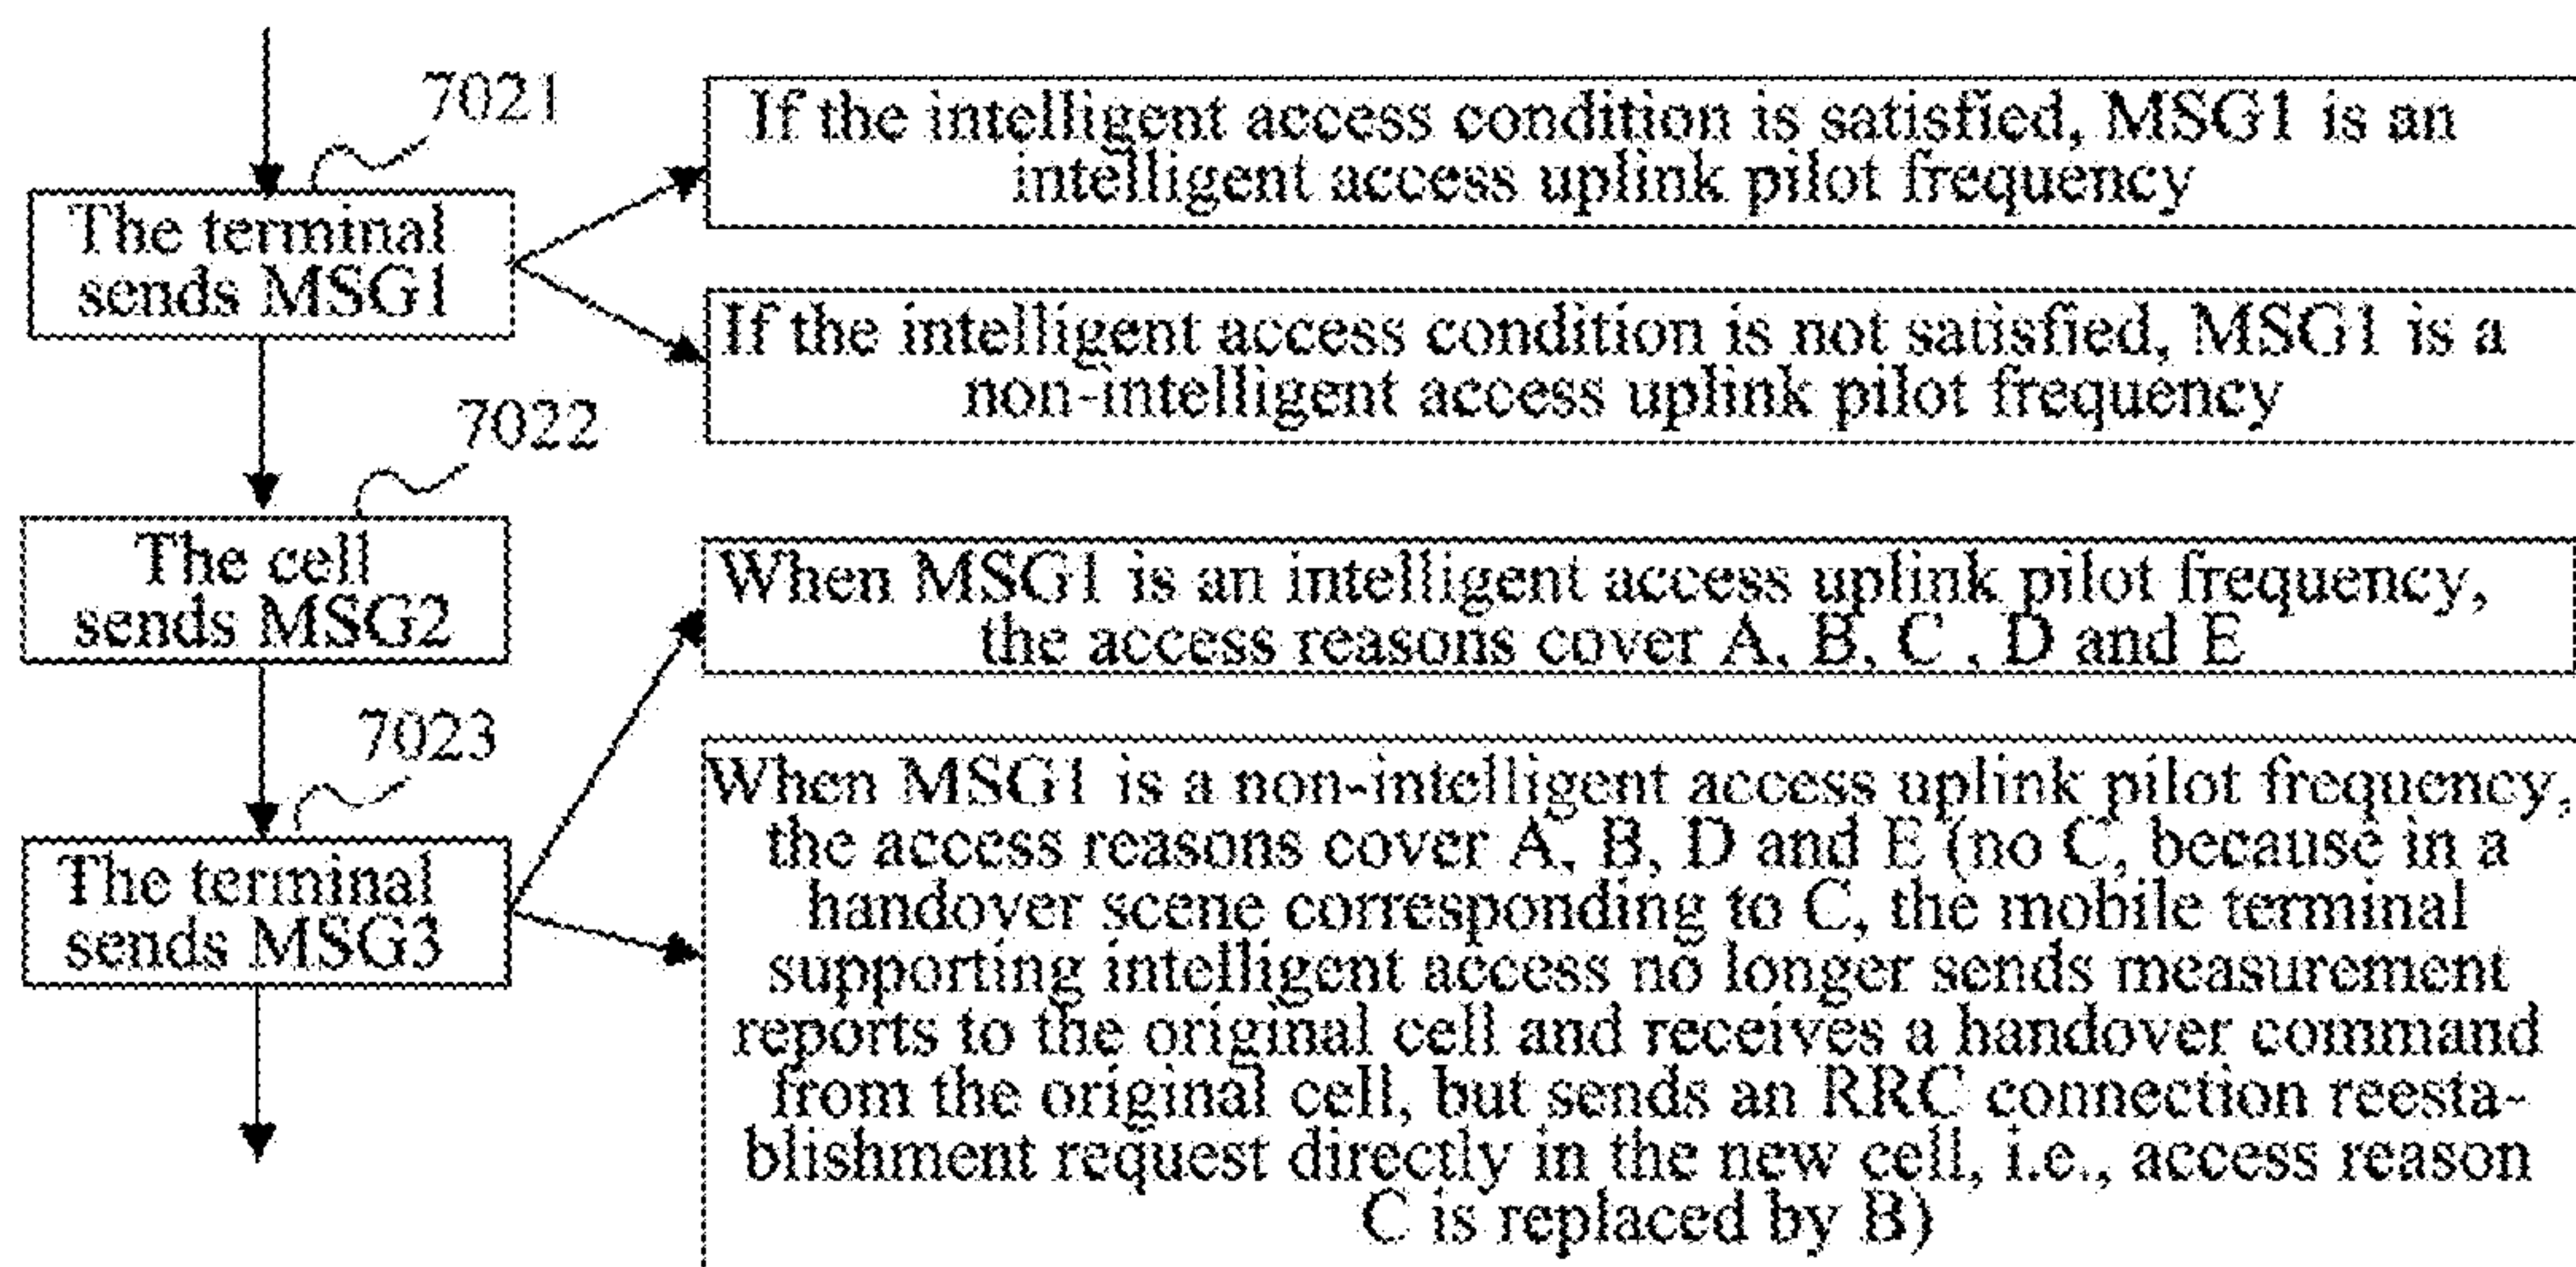 7021
The terminal
sends MSG1
If the intelligent access condition is satisfied, MSG1 is an
intelligent access uplink pilot frequency
If the intelligent access condition is not satisfied, MSG1 is a
non-intelligent access uplink pilot frequency
7022
The cell
sends MSG2
7023
The terminal
sends MSG3
When MSG1 is an intelligent access uplink pilot frequency,
the access reasons cover A, B, C , D and E
When MSG1 is a non-intelligent access uplink pilot frequency,
the access reasons cover A, B, D and E (no C, because in a
handover scene corresponding to C, the mobile terminal
supporting intelligent access no longer sends measurement
reports to the original cell and receives a handover command
from the original cell, but sends an RRC connection reesta-
blishment request directly in the new cell, i.e., access reason
C is replaced by B)